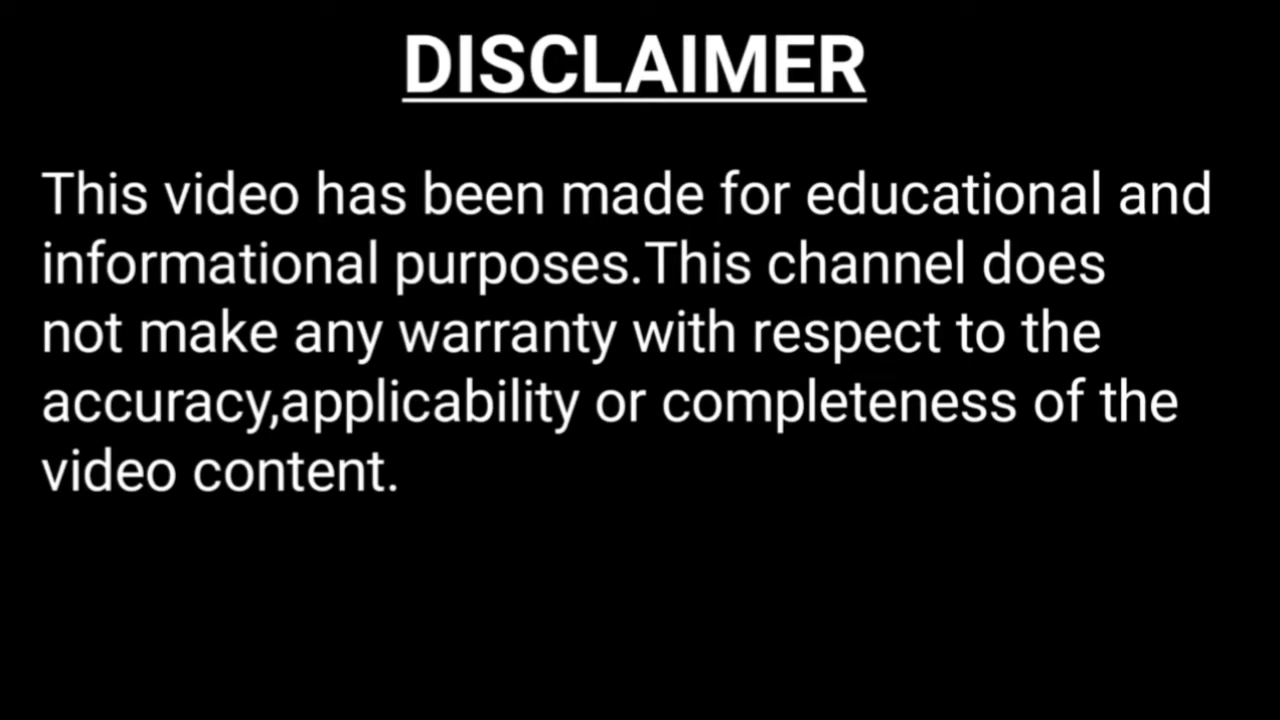 DISCLAIMER
This video has been made for educational and
informational purposes.This channel does
not make any warranty with respect to the
accuracy,applicability or completeness of the
video content.